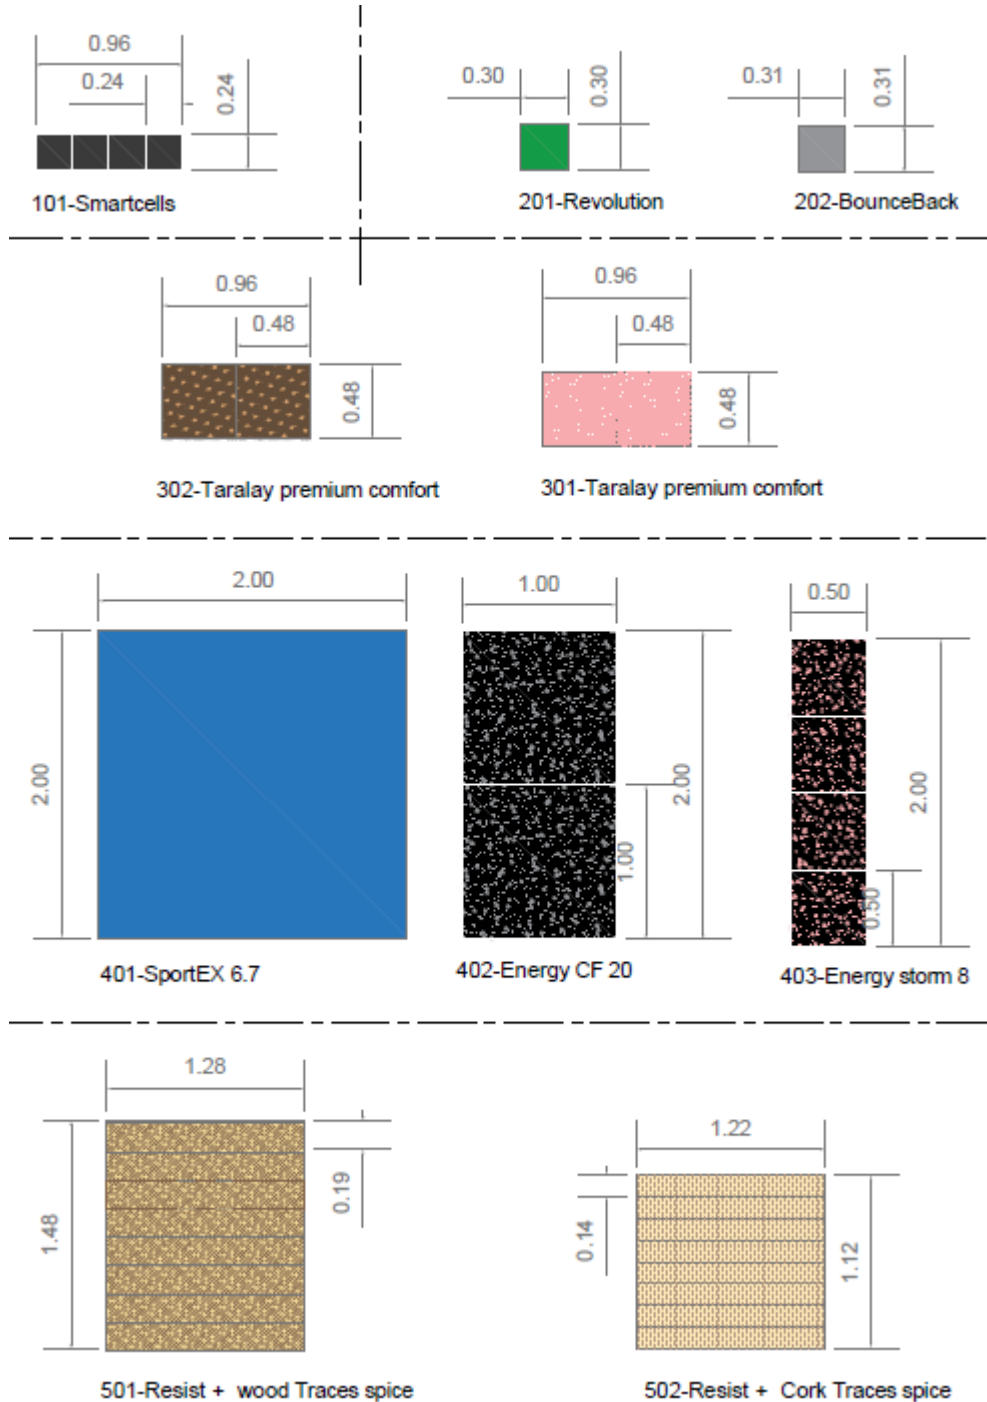 0.96
0.24
0.24
101-Smartcells
0.30
0.30
201-Revolution
0.31
0.31
202-BounceBack
0.96
0.48
0.48
302-Taralay premium comfort
0.96
0.48
0.48
301-Taralay premium comfort
2.00
2.00
401-SportEX 6.7
1.00
2.00
1.00
402-Energy CF 20
0.50
2.00
0.50
403-Energy storm 8
1.28
0.19
1.48
501-Resist + wood Traces spice
1.22
0.14
1.12
502-Resist + Cork Traces spice